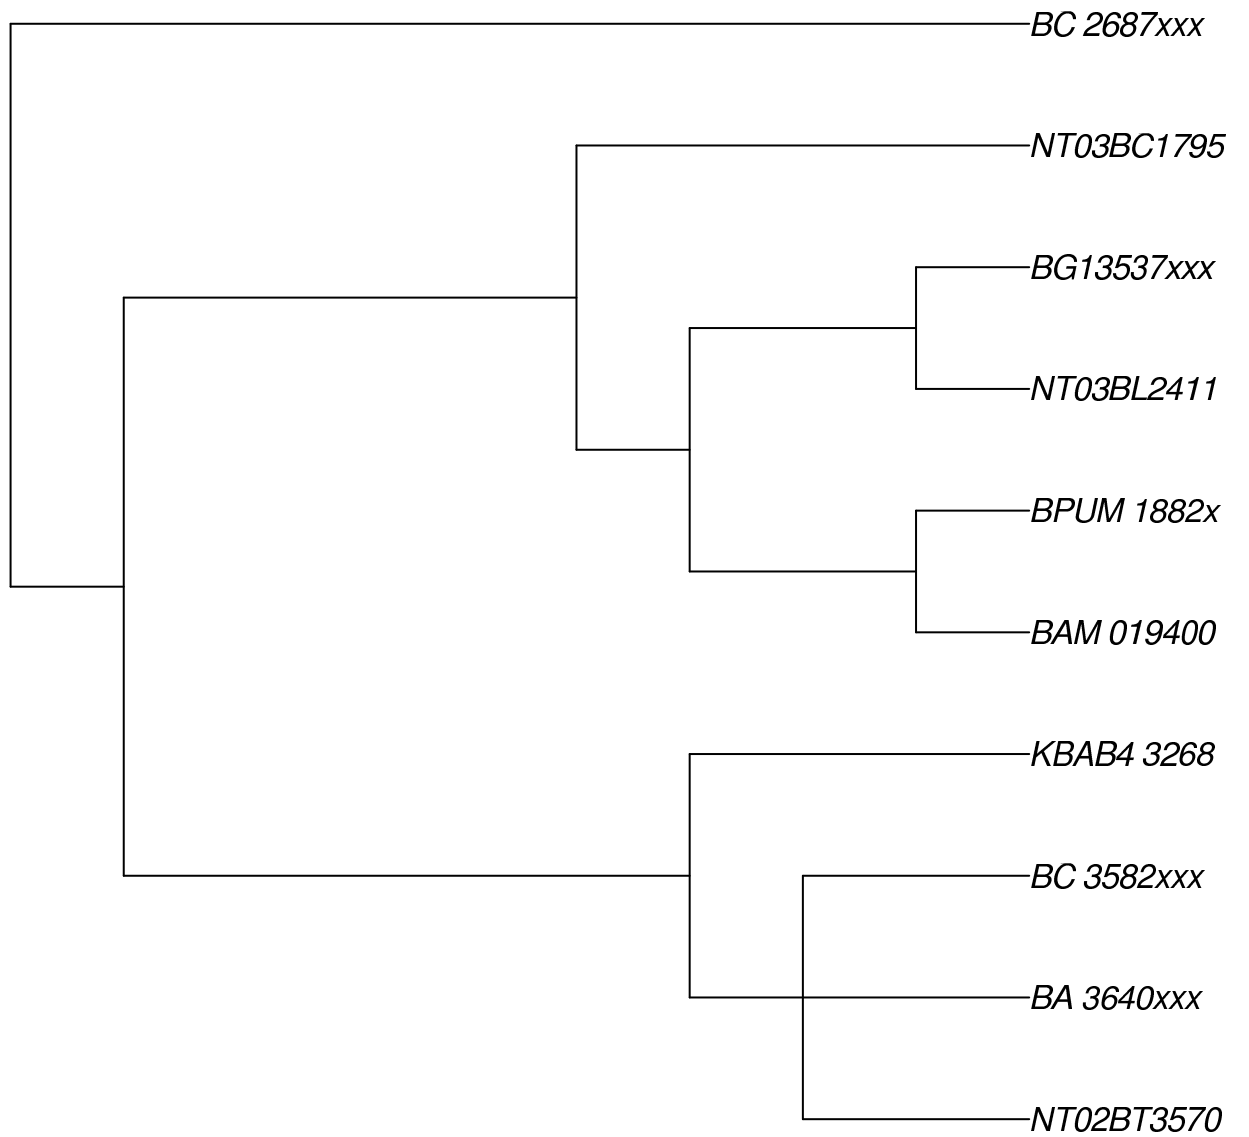 BC 2687xxx
NT03BC1795
BG13537xxx
NT03BL2411
BPUM 1882x
BAM 019400
KBAB4 3268
BC 3582xxx
BA 3640xxx
NT02BT3570